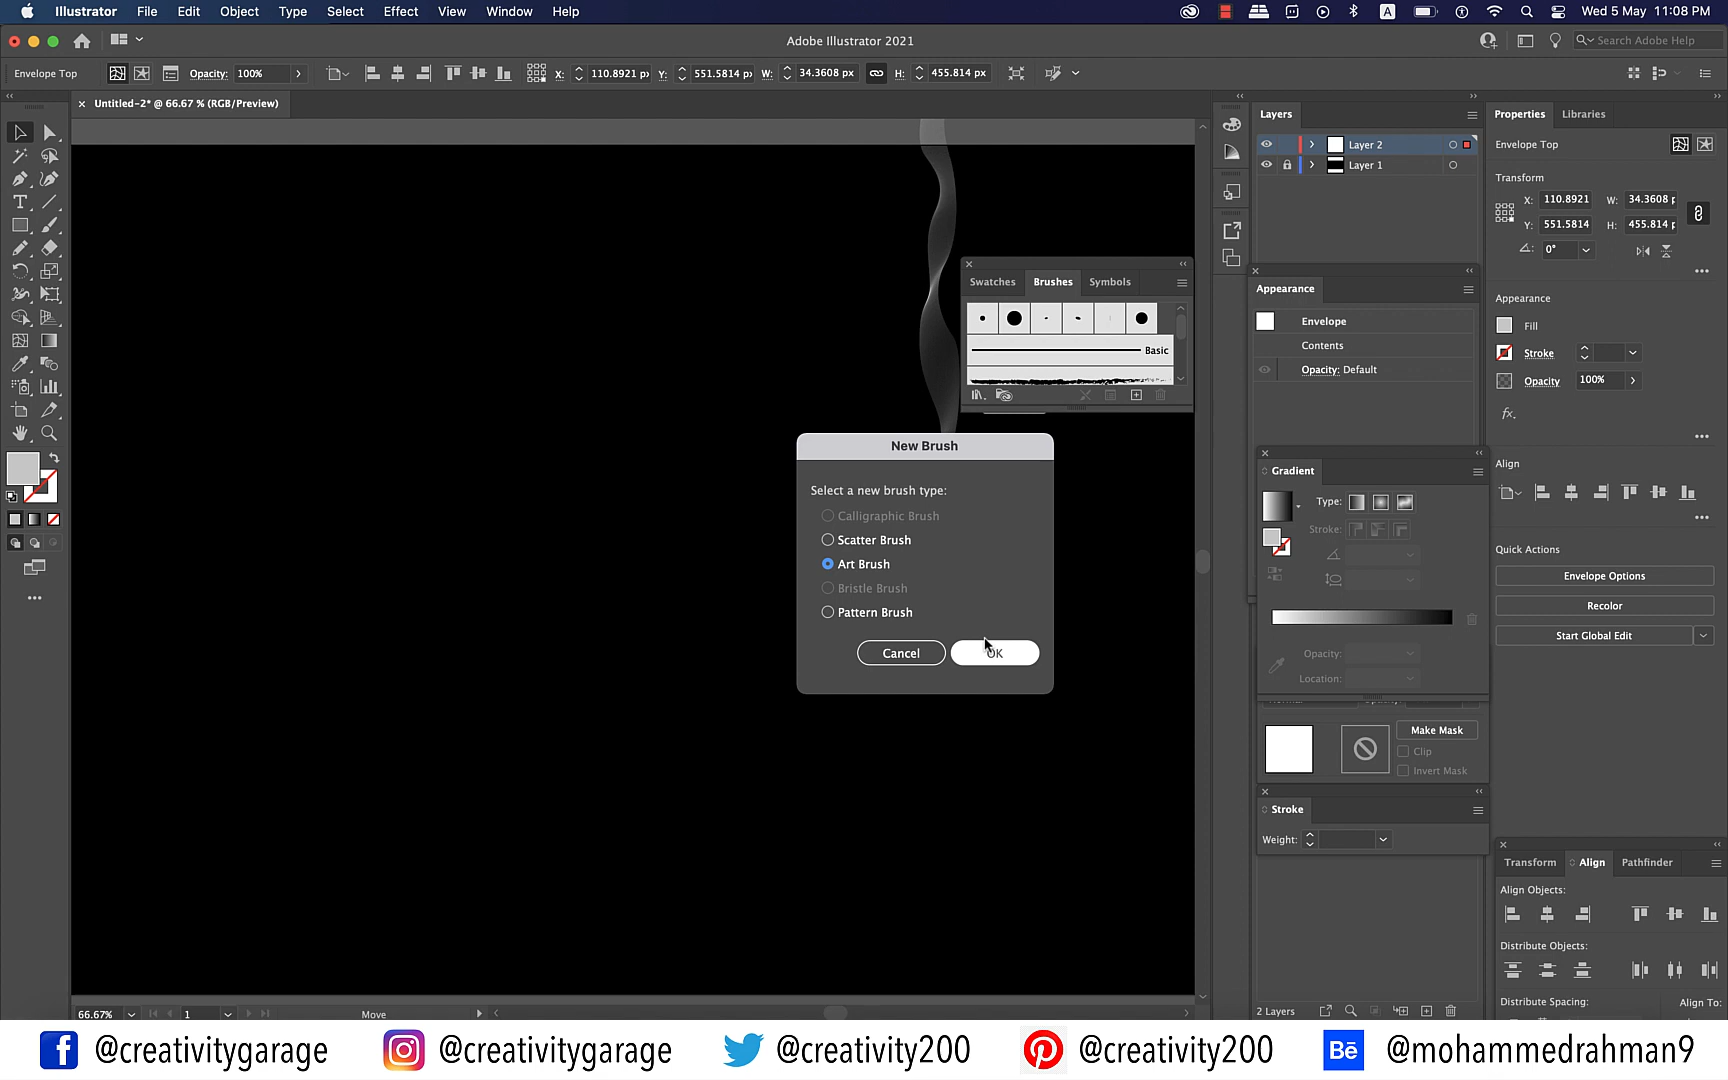 Illustrator File Edit Object Type Select Effect View Window Help
A
Wed 5 May 11:08 PM
Adobe Illustrator 2021
Search Adobe Help
Envelope Top
Opacity: 100%
X: 110.8921 px
Y: 551.5814 px
W: 34.3608 px
H: 455.814 px
× Untitled-2* @ 66.67 % (RGB/Preview)
Layers
Layer 2
Layer 1
Properties Libraries
Envelope Top
Transform
X: 110.8921 W: 34.3608 p
Y: 551.5814 H: 455.814 p
0°
Appearance
Fill
Stroke
Opacity 100%
fx.
Align
Quick Actions
Envelope Options
Recolor
Start Global Edit
Swatches Brushes Symbols
Basic
Appearance
Envelope
Contents
Opacity: Default
New Brush
Select a new brush type:
Calligraphic Brush
Scatter Brush
Art Brush
Bristle Brush
Pattern Brush
Cancel OK
Gradient
Type:
Stroke:
Opacity:
Location:
Make Mask
Clip
Invert Mask
Stroke
Weight:
Transform Align Pathfinder
Align Objects:
Distribute Objects:
Distribute Spacing: Align To:
2 Layers
66.67% 1 Move
@creativitygarage @creativitygarage @creativity200 @creativity200 Bē @mohammedrahman9